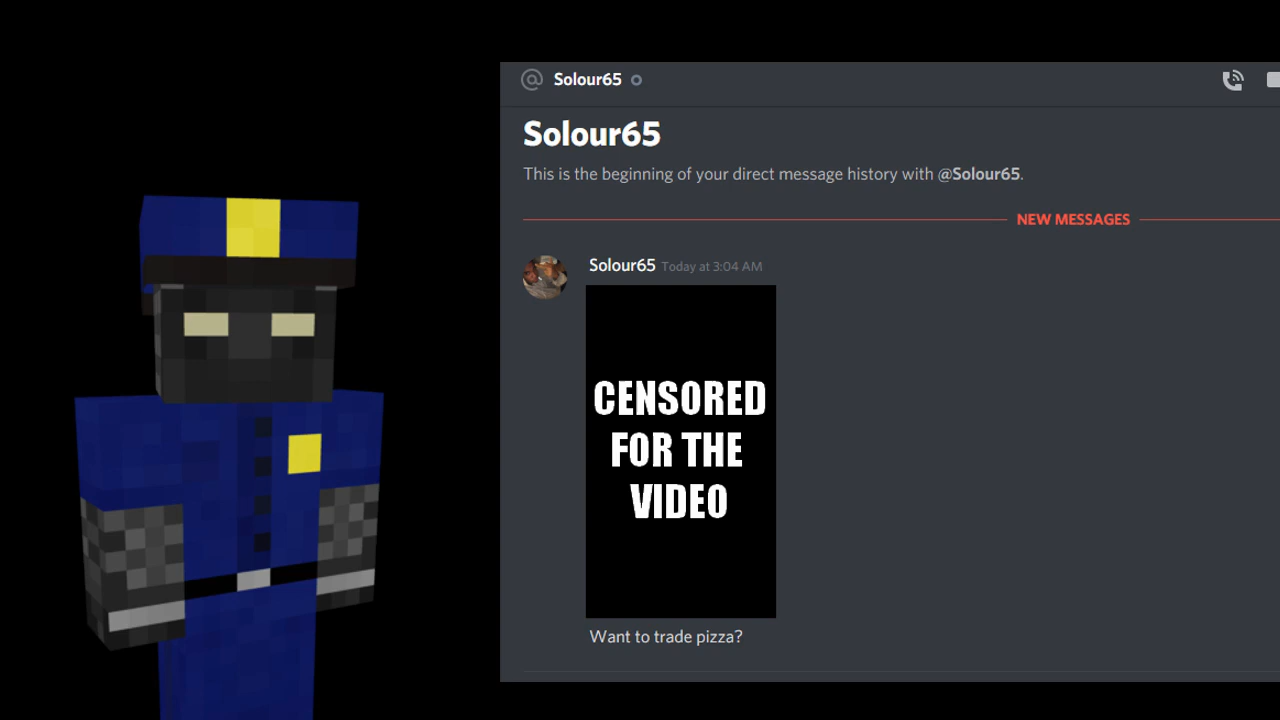 @ Solour65
Solour65
This is the beginning of your direct message history with @Solour65.
NEW MESSAGES
Solour65 Today at 3:04 AM
CENSORED
FOR THE
VIDEO
Want to trade pizza?